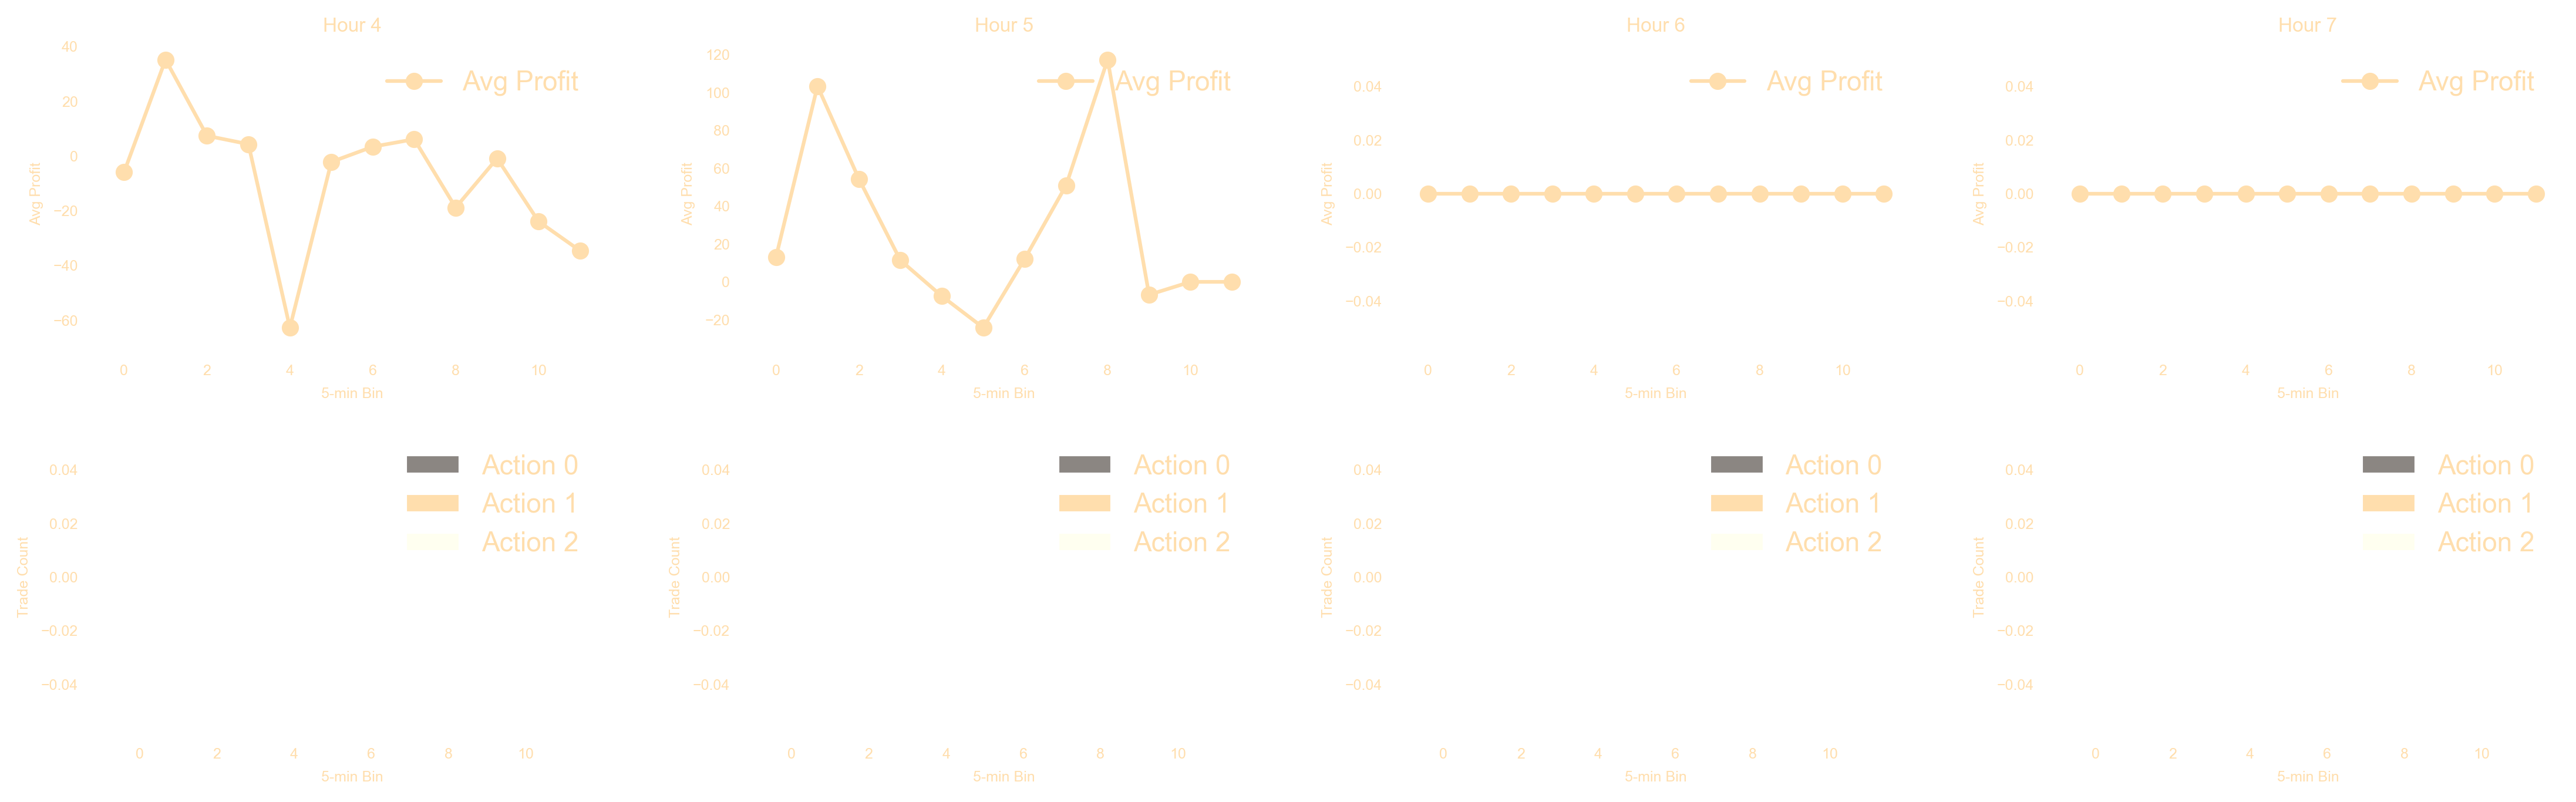 Hour 4
40
20
0
−20
−40
−60
Avg Profit
Avg Profit
0 2 4 6 8 10
5-min Bin
Hour 5
120
100
80
60
40
20
0
−20
Avg Profit
Avg Profit
0 2 4 6 8 10
5-min Bin
Hour 6
0.04
0.02
0.00
−0.02
−0.04
Avg Profit
Avg Profit
0 2 4 6 8 10
5-min Bin
Hour 7
0.04
0.02
0.00
−0.02
−0.04
Avg Profit
Avg Profit
0 2 4 6 8 10
5-min Bin
0.04
0.02
0.00
−0.02
−0.04
Trade Count
Action 0
Action 1
Action 2
0 2 4 6 8 10
5-min Bin
0.04
0.02
0.00
−0.02
−0.04
Trade Count
Action 0
Action 1
Action 2
0 2 4 6 8 10
5-min Bin
0.04
0.02
0.00
−0.02
−0.04
Trade Count
Action 0
Action 1
Action 2
0 2 4 6 8 10
5-min Bin
0.04
0.02
0.00
−0.02
−0.04
Trade Count
Action 0
Action 1
Action 2
0 2 4 6 8 10
5-min Bin